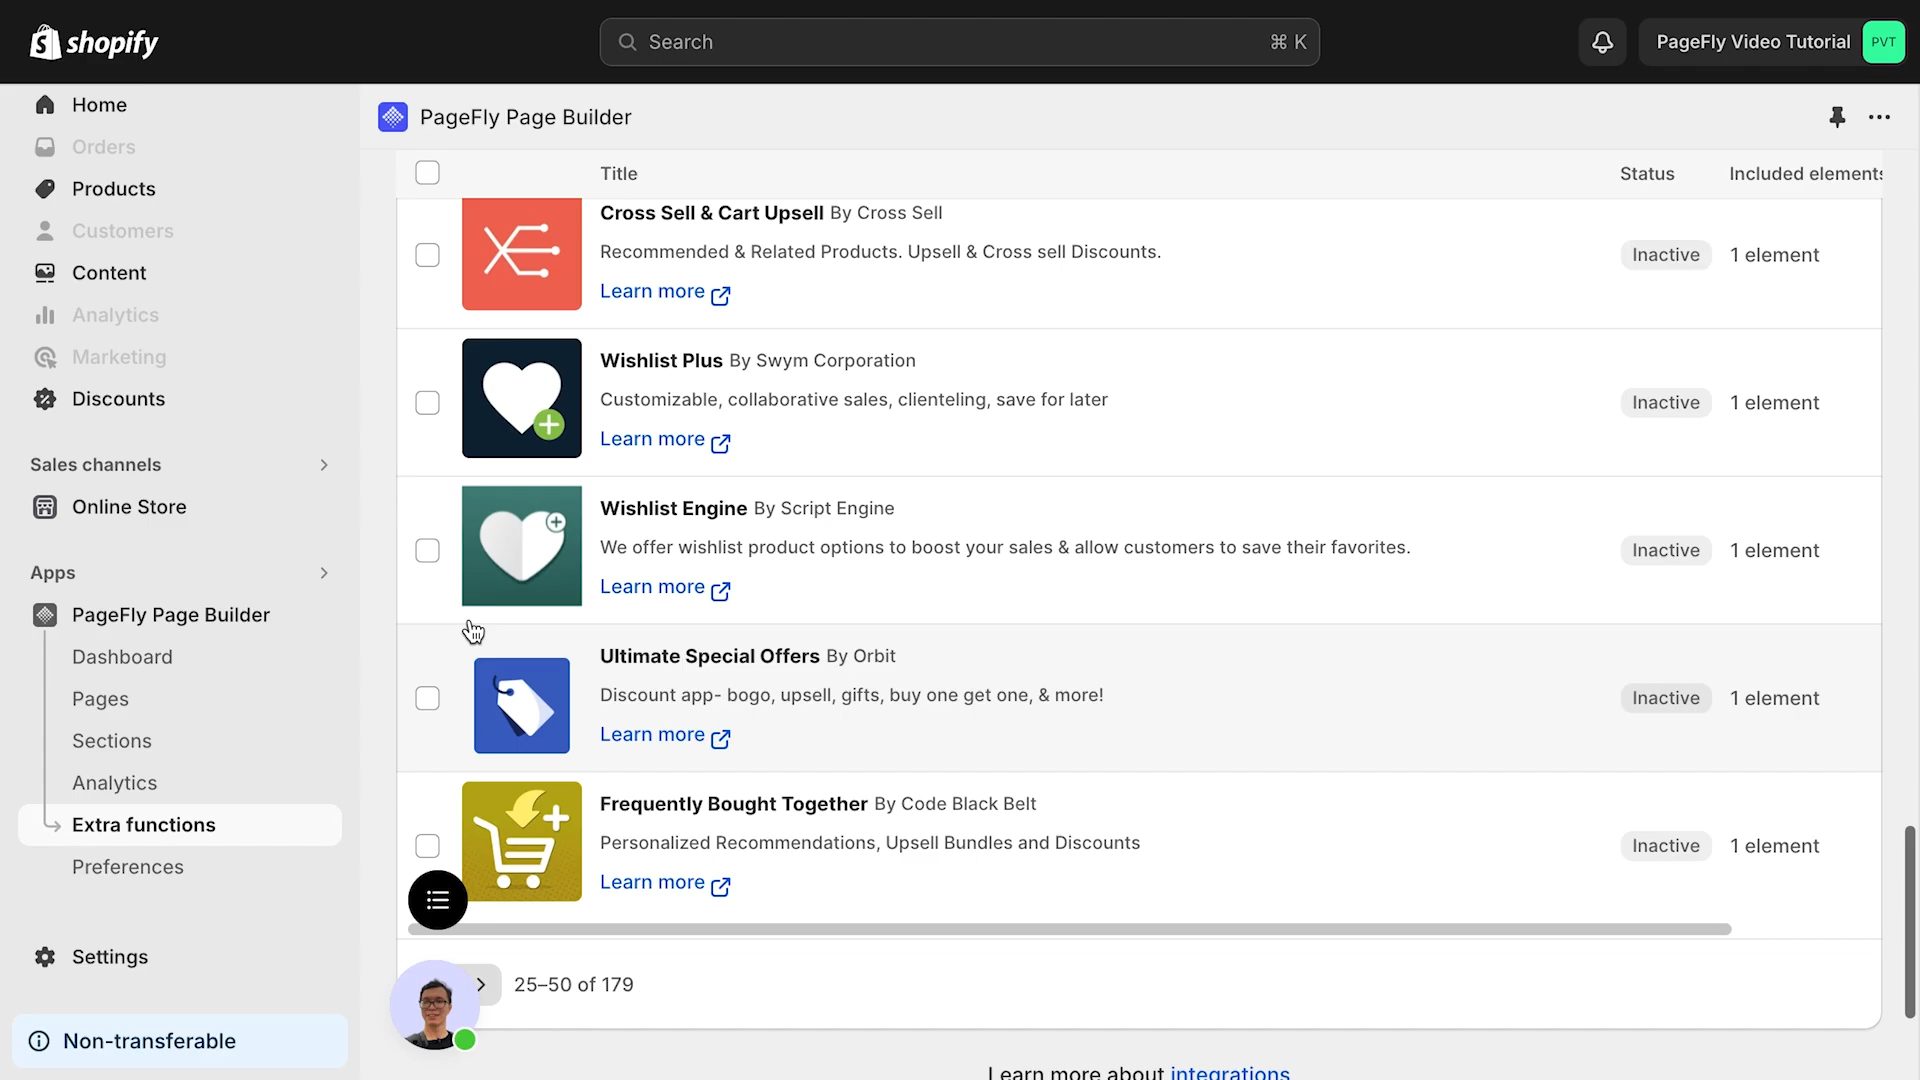 shopify
Search
⌘ K
PageFly Video Tutorial
PVT
Home
Orders
Products
Customers
Content
Analytics
Marketing
Discounts
Sales channels
Online Store
Apps
PageFly Page Builder
Dashboard
Pages
Sections
Analytics
Extra functions
Preferences
Settings
Non-transferable
PageFly Page Builder
Title Status Included elements
Cross Sell & Cart Upsell By Cross Sell
Recommended & Related Products. Upsell & Cross sell Discounts.
Learn more
Inactive 1 element
Wishlist Plus By Swym Corporation
Customizable, collaborative sales, clienteling, save for later
Learn more
Inactive 1 element
Wishlist Engine By Script Engine
We offer wishlist product options to boost your sales & allow customers to save their favorites.
Learn more
Inactive 1 element
Ultimate Special Offers By Orbit
Discount app- bogo, upsell, gifts, buy one get one, & more!
Learn more
Inactive 1 element
Frequently Bought Together By Code Black Belt
Personalized Recommendations, Upsell Bundles and Discounts
Learn more
Inactive 1 element
25–50 of 179
Learn more about integrations